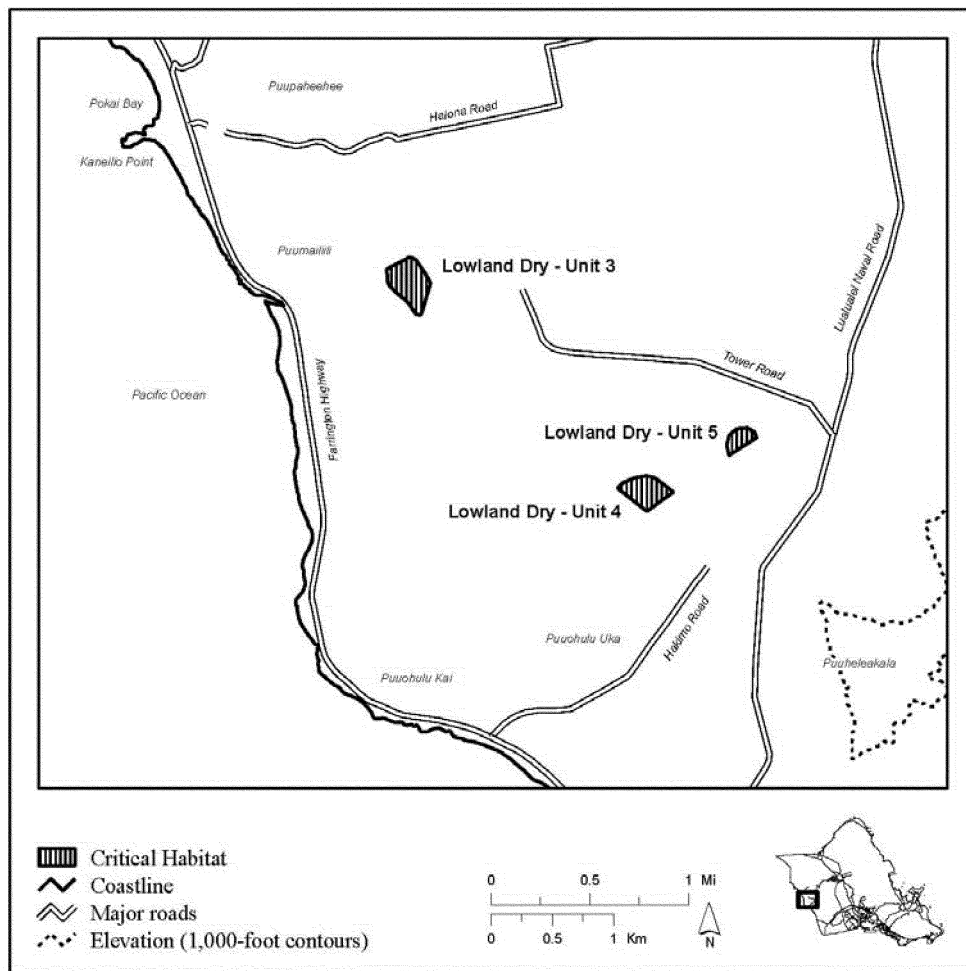 Puupaheehee
Pokai Bay
Haiona Road
Kaneilio Point
Puumailiili
Lowland Dry - Unit 3
Lualualei Naval Road
Tower Road
Farrington Highway
Pacific Ocean
Lowland Dry - Unit 5
Lowland Dry - Unit 4
Hakimo Road
Puuohulu Uka
Puuheleakala
Puuohulu Kai
Critical Habitat
Coastline
Major roads
Elevation (1,000-foot contours)
0 0.5 1 Mi
0 0.5 1 Km
N